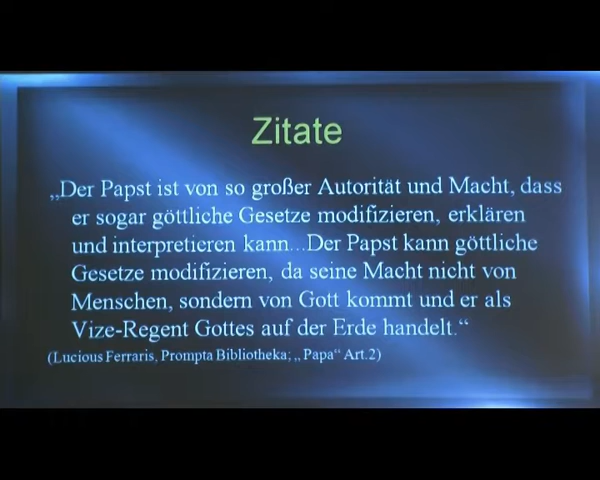 Zitate
„Der Papst ist von so großer Autorität und Macht, dass
er sogar göttliche Gesetze modifizieren, erklären
und interpretieren kann...Der Papst kann göttliche
Gesetze modifizieren, da seine Macht nicht von
Menschen, sondern von Gott kommt und er als
Vize-Regent Gottes auf der Erde handelt.“
(Lucious Ferraris, Prompta Bibliotheka; „Papa“ Art.2)